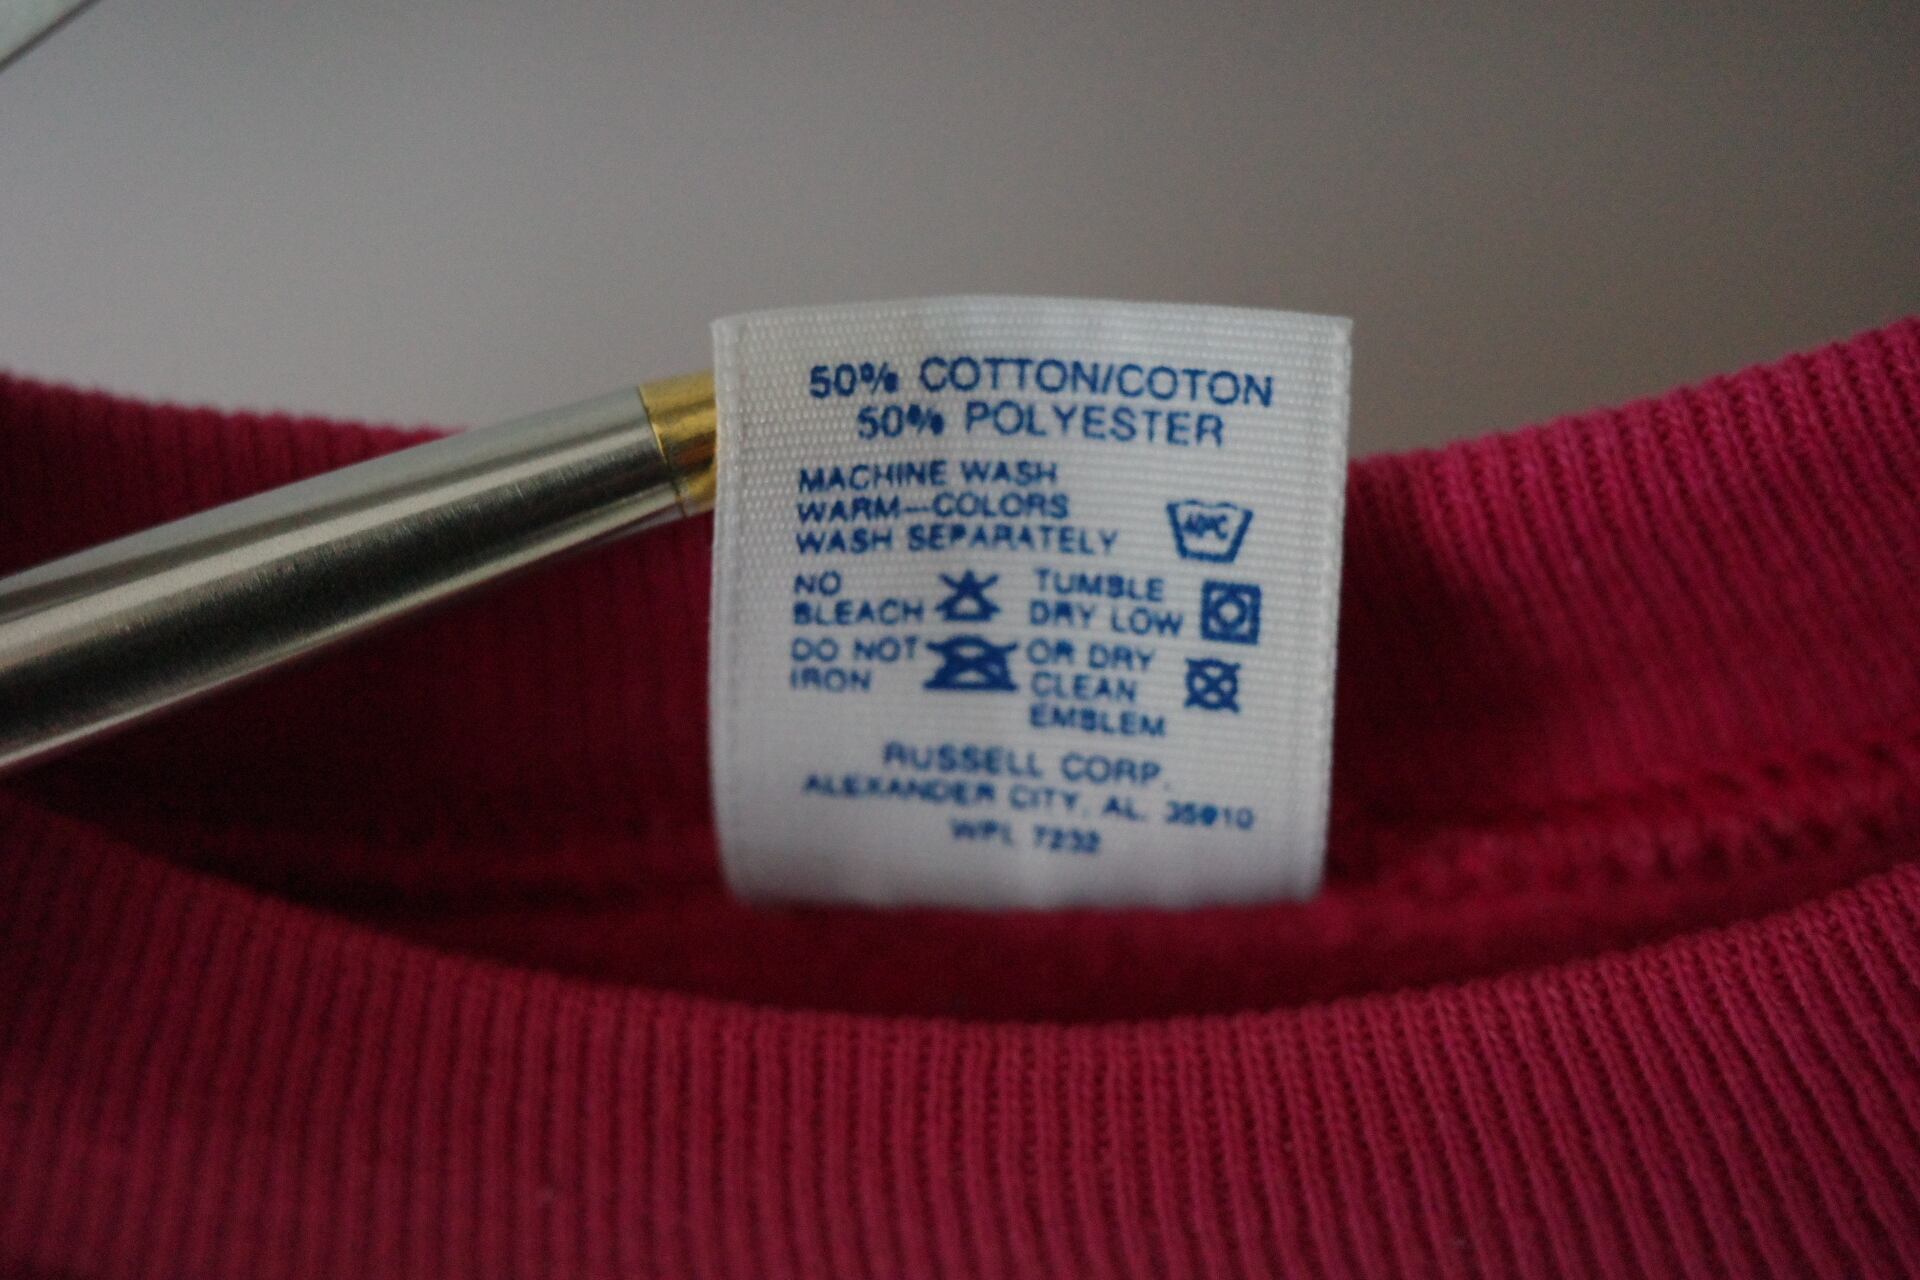 50% COTTON/COTON
50% POLYESTER
MACHINE WASH
WARM—COLORS
WASH SEPARATELY
40°C
NO
BLEACH
TUMBLE
DRY LOW
DO NOT
IRON
OR DRY
CLEAN
EMBLEM
RUSSELL CORP.
ALEXANDER CITY, AL. 35010
WPL 7232